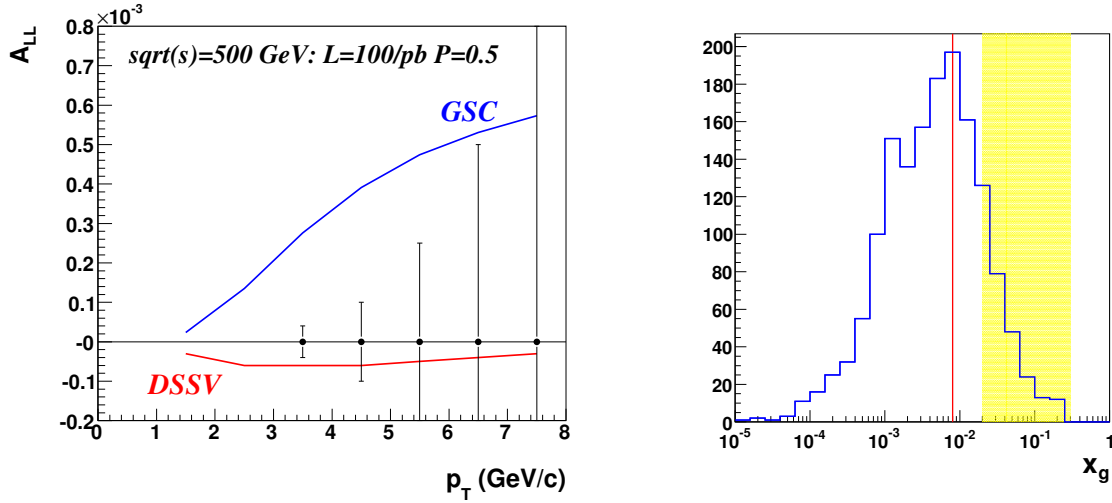 ×10⁻³
A_LL
0.8
0.7
0.6
0.5
0.4
0.3
0.2
0.1
-0
-0.1
-0.2
sqrt(s)=500 GeV: L=100/pb P=0.5
GSC
DSSV
0 1 2 3 4 5 6 7 8
p_T (GeV/c)
200
180
160
140
120
100
80
60
40
20
0
10⁻⁵ 10⁻⁴ 10⁻³ 10⁻² 10⁻¹ 1
x_g